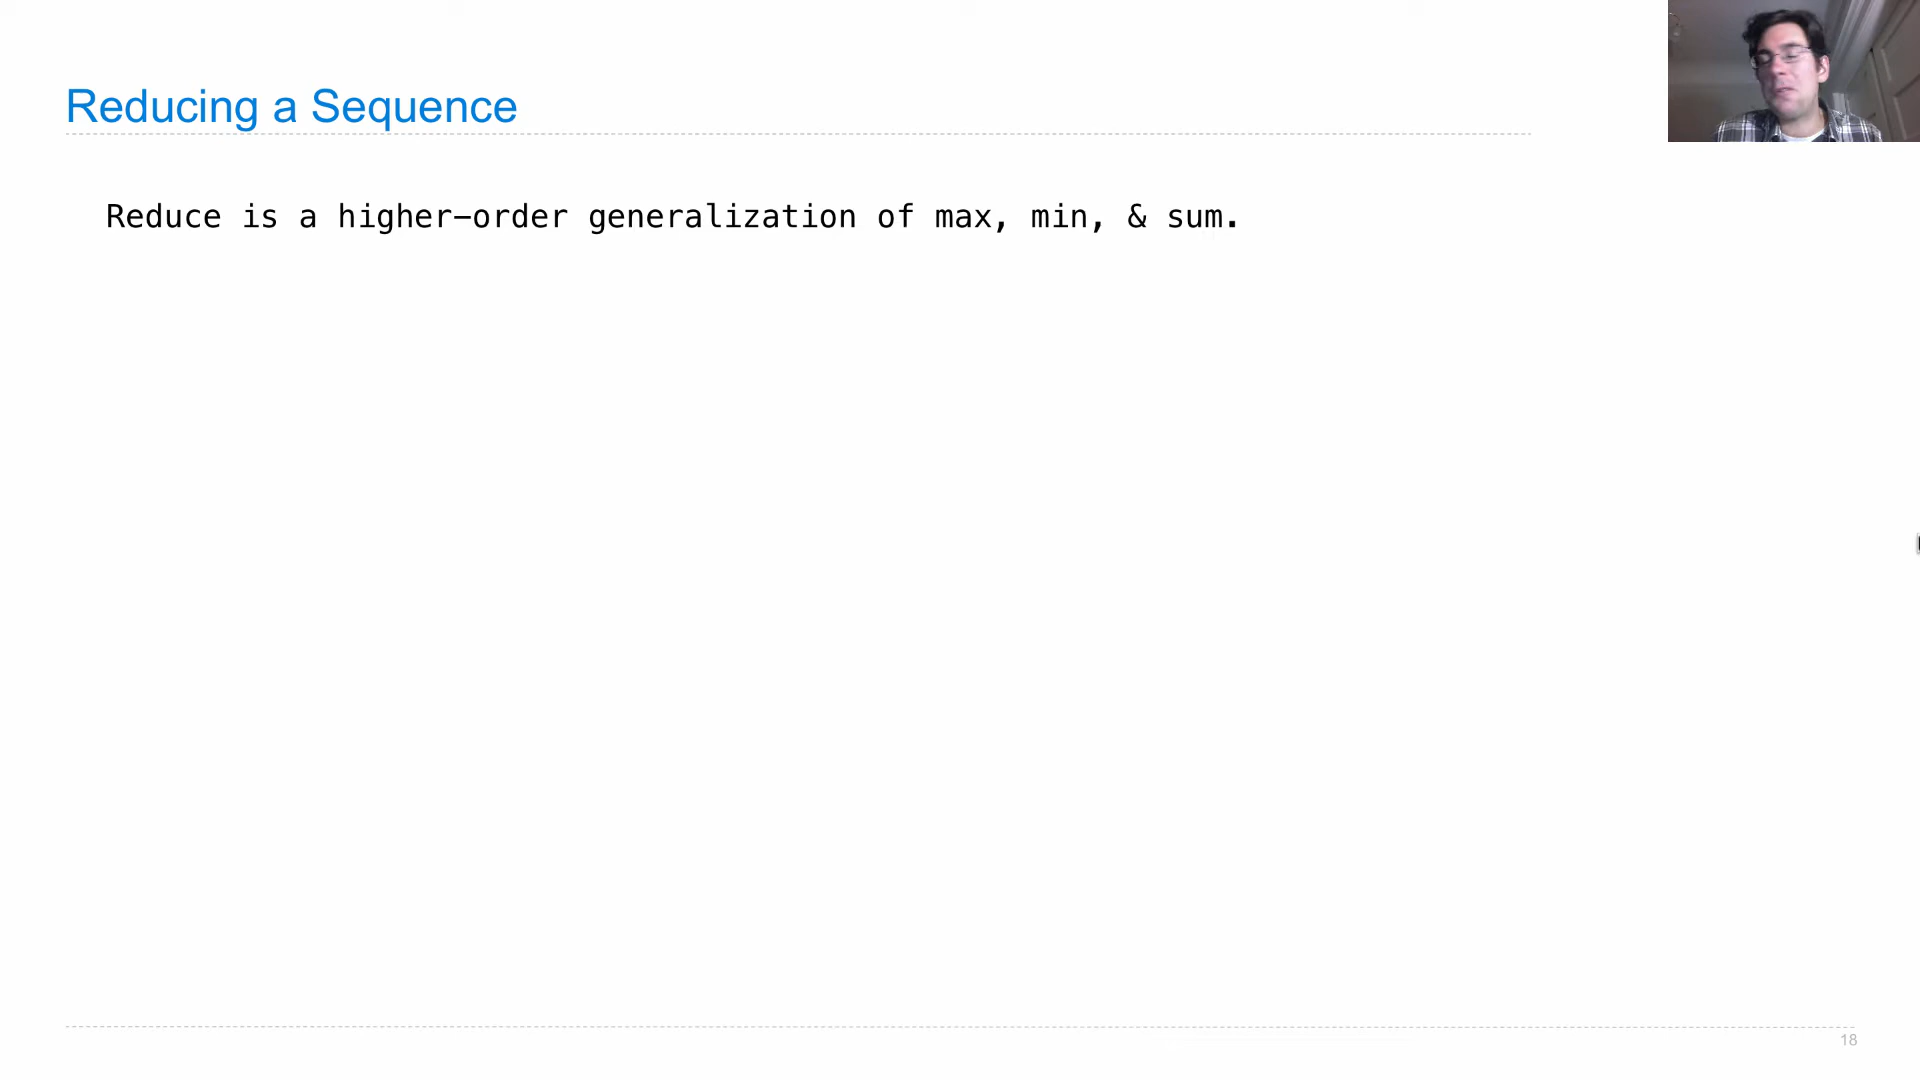 Reducing a Sequence
Reduce is a higher-order generalization of max, min, & sum.
18